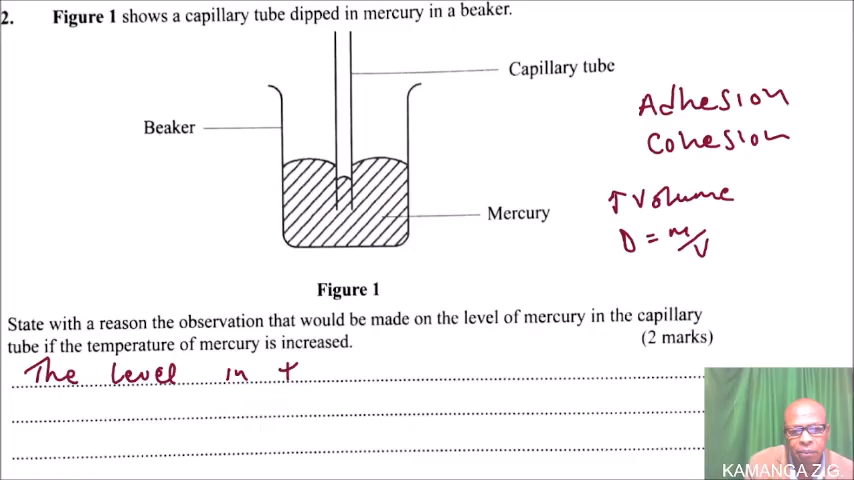 2. Figure 1 shows a capillary tube dipped in mercury in a beaker.
Capillary tube
Beaker
Mercury
Figure 1
Adhesion
Cohesion
↑ Volume
D = M/V
State with a reason the observation that would be made on the level of mercury in the capillary
tube if the temperature of mercury is increased. (2 marks)
The level in t
KAMANGA Z.G.